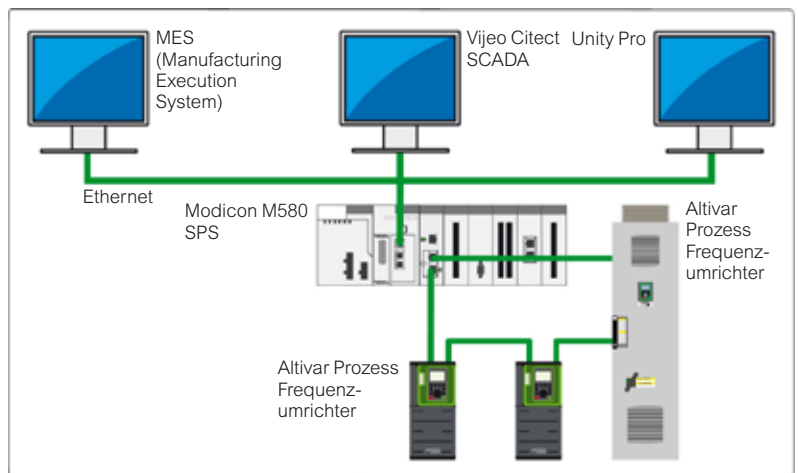 MES
(Manufacturing
Execution
System)
Vijeo Citect
SCADA
Unity Pro
Ethernet
Modicon M580
SPS
Altivar
Prozess
Frequenz-
umrichter
Altivar Prozess
Frequenz-
umrichter